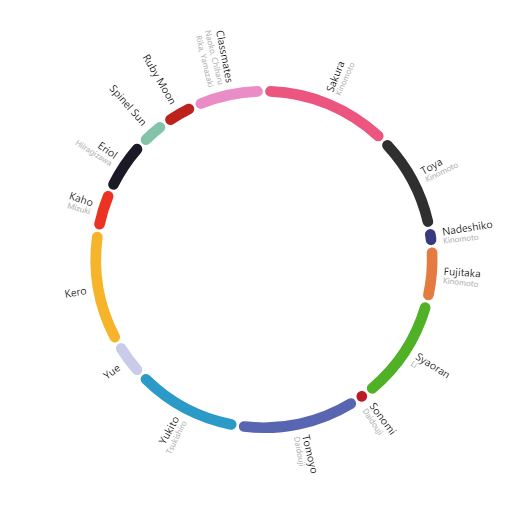 Sakura
Kinomoto
Toya
Kinomoto
Nadeshiko
Kinomoto
Fujitaka
Kinomoto
Syaoran
Li
Sonomi
Daidouji
Tomoyo
Daidouji
Yukito
Tsukishiro
Yue
Kero
Kaho
Mizuki
Eriol
Hiiragizawa
Spinel Sun
Ruby Moon
Classmates
Naoko, Chiharu
Rika, Yamazaki